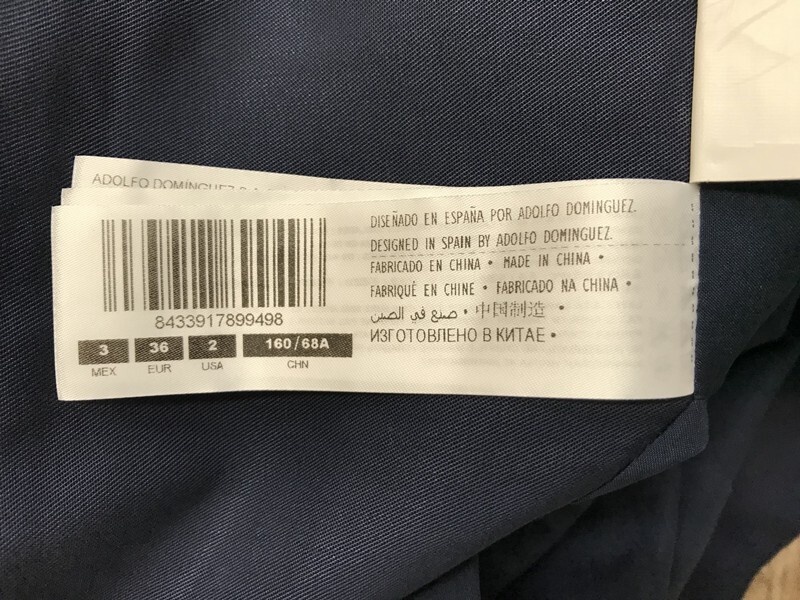 ADOLFO DOMÍNGUEZ S.A.
8433917899498
3 36 2 160/68A
MEX EUR USA CHN
DISEÑADO EN ESPAÑA POR ADOLFO DOMINGUEZ.
DESIGNED IN SPAIN BY ADOLFO DOMINGUEZ.
FABRICADO EN CHINA • MADE IN CHINA •
FABRIQUÉ EN CHINE • FABRICADO NA CHINA •
صنع في الصين • 中国制造 •
ИЗГОТОВЛЕНО В КИТАЕ •